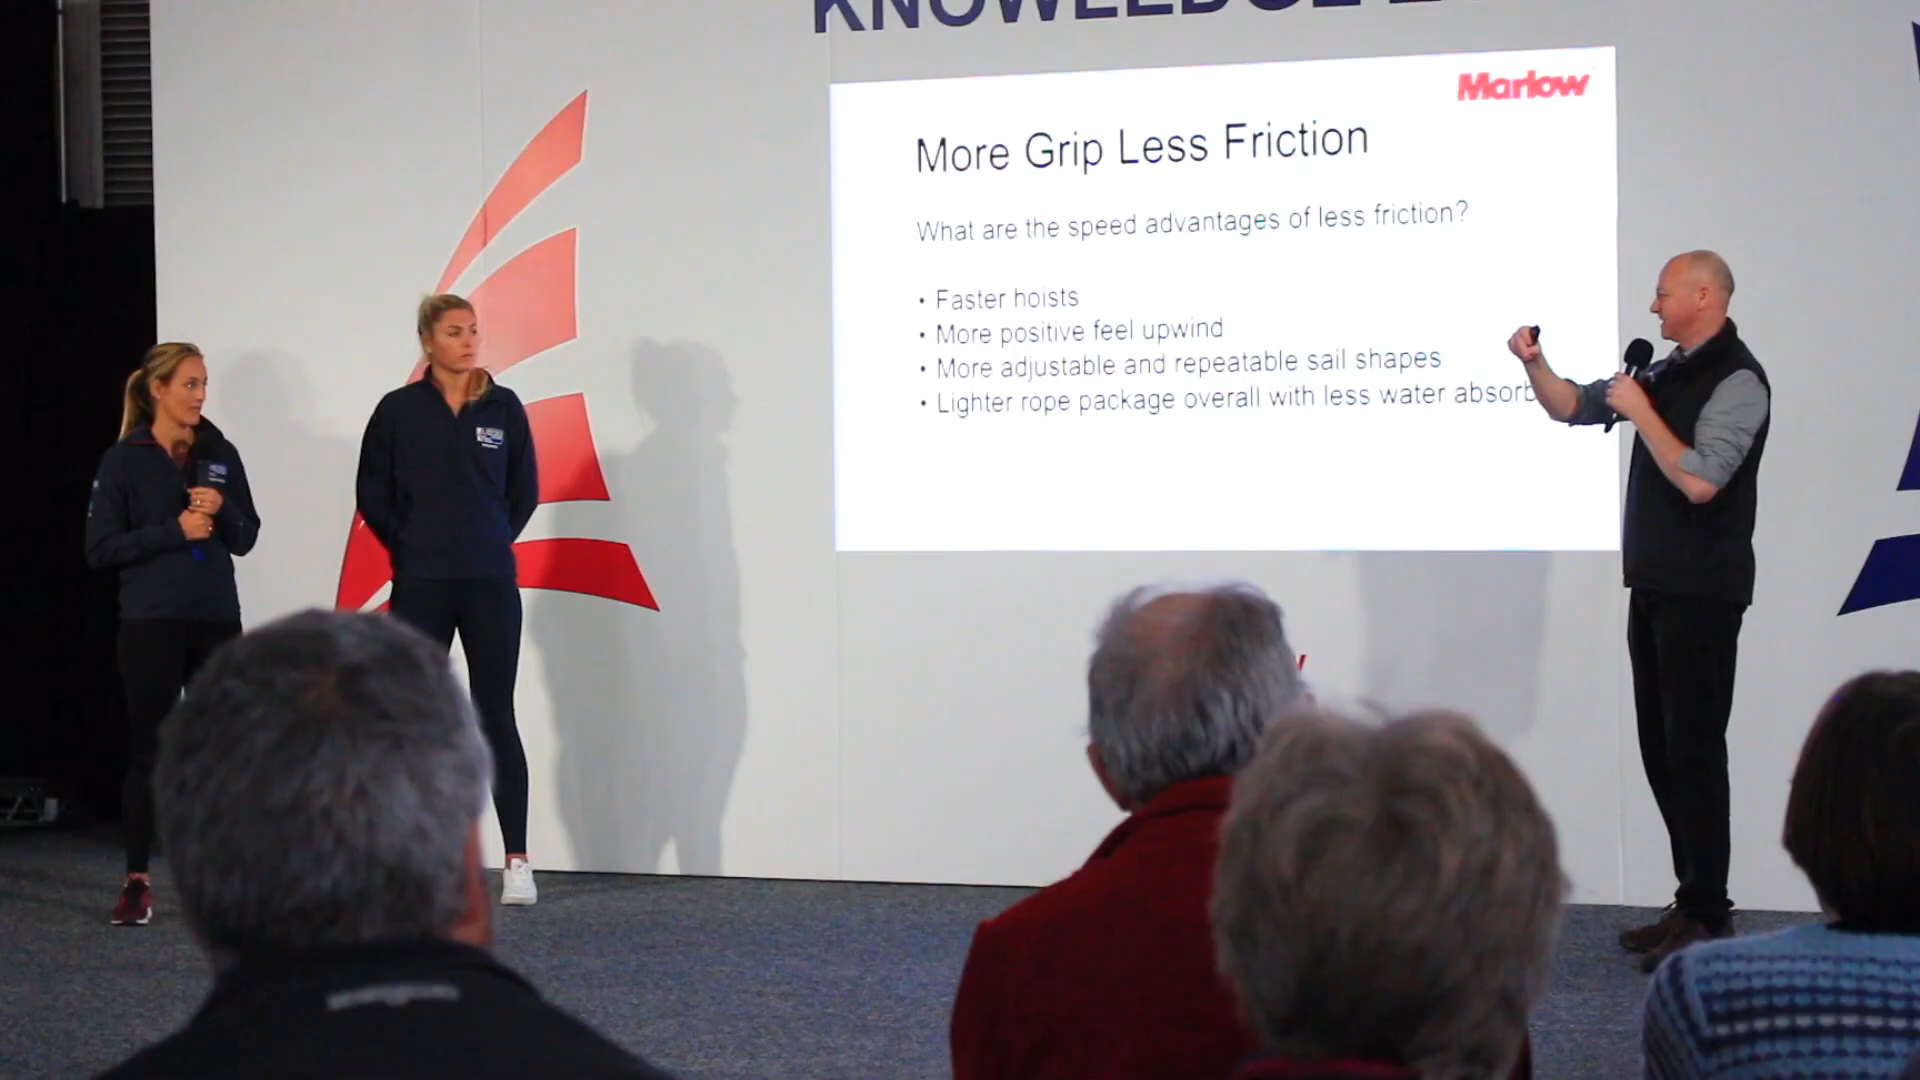 KNOWLEDGE
Marlow
More Grip Less Friction
What are the speed advantages of less friction?
• Faster hoists
• More positive feel upwind
• More adjustable and repeatable sail shapes
• Lighter rope package overall with less water absorb